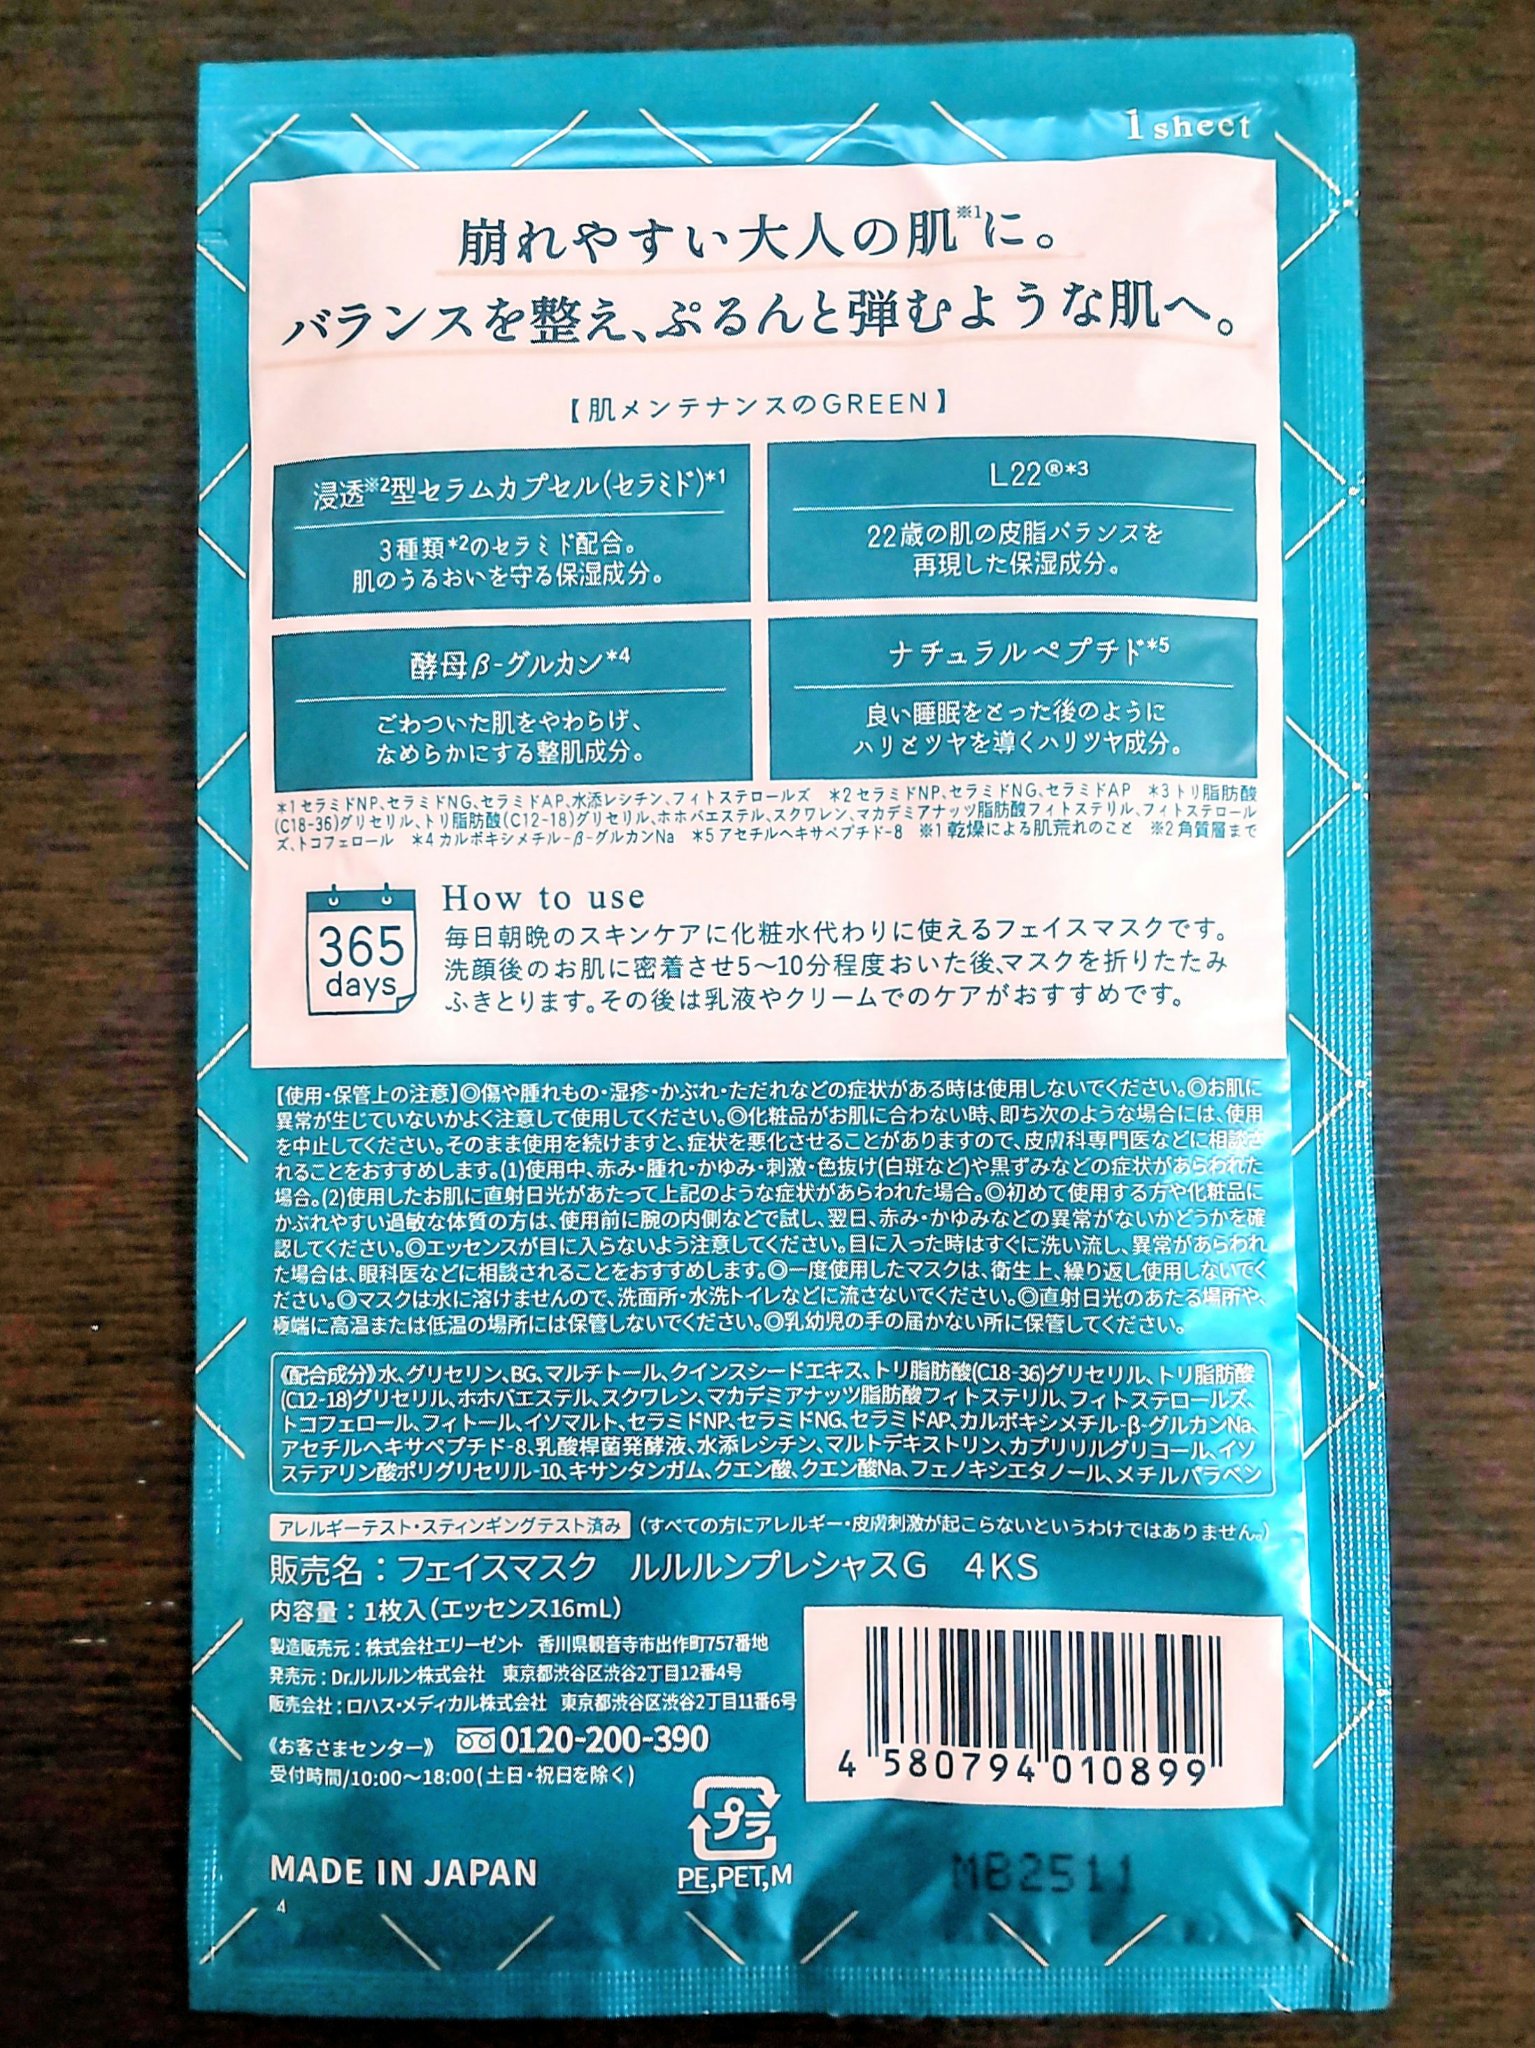 1 sheet
崩れやすい大人の肌※1に。
バランスを整え、ぷるんと弾むような肌へ。
【肌メンテナンスのGREEN】
浸透※2型セラムカプセル(セラミド)*1
3種類*2のセラミド配合。
肌のうるおいを守る保湿成分。
L22®*3
22歳の肌の皮脂バランスを
再現した保湿成分。
酵母β-グルカン*4
ごわついた肌をやわらげ、
なめらかにする整肌成分。
ナチュラルペプチド*5
良い睡眠をとった後のように
ハリとツヤを導くハリツヤ成分。
*1 セラミドNP、セラミドNG、セラミドAP、水添レシチン、フィトステロールズ *2 セラミドNP、セラミドNG、セラミドAP *3 トリ脂肪酸
(C18-36)グリセリル、トリ脂肪酸(C12-18)グリセリル、ホホバエステル、スクワレン、マカデミアナッツ脂肪酸フィトステリル、フィトステロール
ズ、トコフェロール *4 カルボキシメチル-β-グルカンNa *5 アセチルヘキサペプチド-8 ※1 乾燥による肌荒れのこと ※2 角質層まで
365
days
How to use
毎日朝晩のスキンケアに化粧水代わりに使えるフェイスマスクです。
洗顔後のお肌に密着させ5〜10分程度おいた後、マスクを折りたたみ
ふきとります。その後は乳液やクリームでのケアがおすすめです。
【使用・保管上の注意】◎傷や腫れもの・湿疹・かぶれ・ただれなどの症状がある時は使用しないでください。◎お肌に
異常が生じていないかよく注意して使用してください。◎化粧品がお肌に合わない時、即ち次のような場合には、使用
を中止してください。そのまま使用を続けますと、症状を悪化させることがありますので、皮膚科専門医などに相談さ
れることをおすすめします。(1)使用中、赤み・腫れ・かゆみ・刺激・色抜け(白斑など)や黒ずみなどの症状があらわれた
場合。(2)使用したお肌に直射日光があたって上記のような症状があらわれた場合。◎初めて使用する方や化粧品に
かぶれやすい過敏な体質の方は、使用前に腕の内側などで試し、翌日、赤み・かゆみなどの異常がないかどうかを確
認してください。◎エッセンスが目に入らないよう注意してください。目に入った時はすぐに洗い流し、異常があらわれ
た場合は、眼科医などに相談されることをおすすめします。◎一度使用したマスクは、衛生上、繰り返し使用しないでく
ださい。◎マスクは水に溶けませんので、洗面所・水洗トイレなどに流さないでください。◎直射日光のあたる場所や、
極端に高温または低温の場所には保管しないでください。◎乳幼児の手の届かない所に保管してください。
《配合成分》水、グリセリン、BG、マルチトール、クインスシードエキス、トリ脂肪酸(C18-36)グリセリル、トリ脂肪酸
(C12-18)グリセリル、ホホバエステル、スクワレン、マカデミアナッツ脂肪酸フィトステリル、フィトステロールズ、
トコフェロール、フィトール、イソマルト、セラミドNP、セラミドNG、セラミドAP、カルボキシメチル-β-グルカンNa、
アセチルヘキサペプチド-8、乳酸桿菌発酵液、水添レシチン、マルトデキストリン、カプリリルグリコール、イソ
ステアリン酸ポリグリセリル-10、キサンタンガム、クエン酸、クエン酸Na、フェノキシエタノール、メチルパラベン
アレルギーテスト・スティンギングテスト済み (すべての方にアレルギー・皮膚刺激が起こらないというわけではありません。)
販売名：フェイスマスク ルルルンプレシャスG 4KS
内容量：1枚入(エッセンス16mL)
製造販売元：株式会社エリーゼント 香川県観音寺市出作町757番地
発売元：Dr.ルルルン株式会社 東京都渋谷区渋谷2丁目12番4号
販売会社：ロハス・メディカル株式会社 東京都渋谷区渋谷2丁目11番6号
《お客さまセンター》 0120-200-390
受付時間/10:00〜18:00(土日・祝日を除く)
4 580794 010899
プラ
PE,PET,M
MADE IN JAPAN
MB2511
4